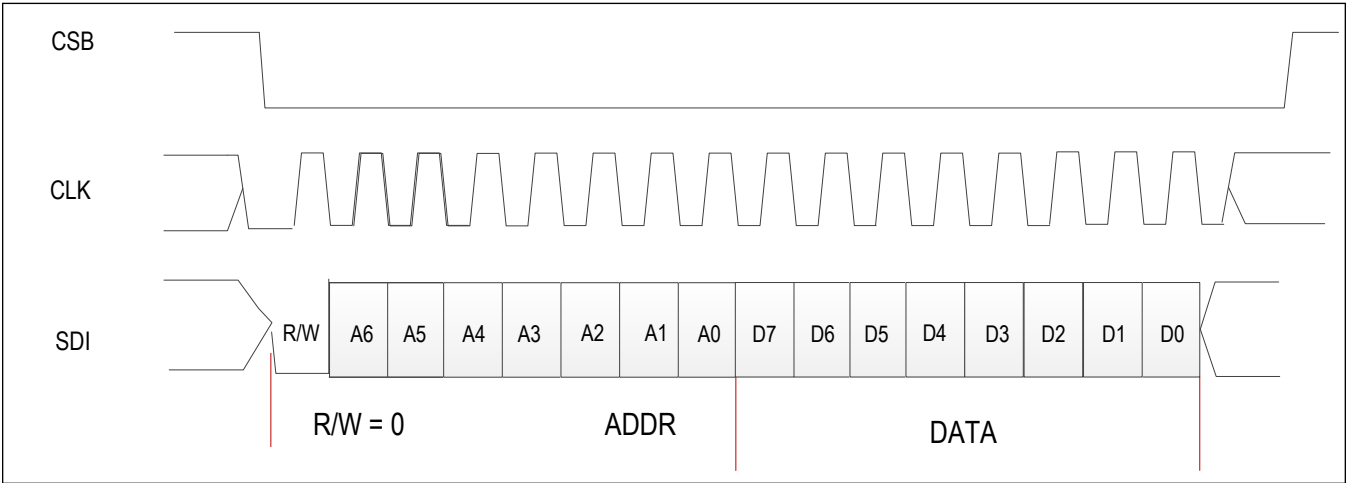 CSB
CLK
SDI
R/W A6 A5 A4 A3 A2 A1 A0 D7 D6 D5 D4 D3 D2 D1 D0
R/W = 0 ADDR DATA